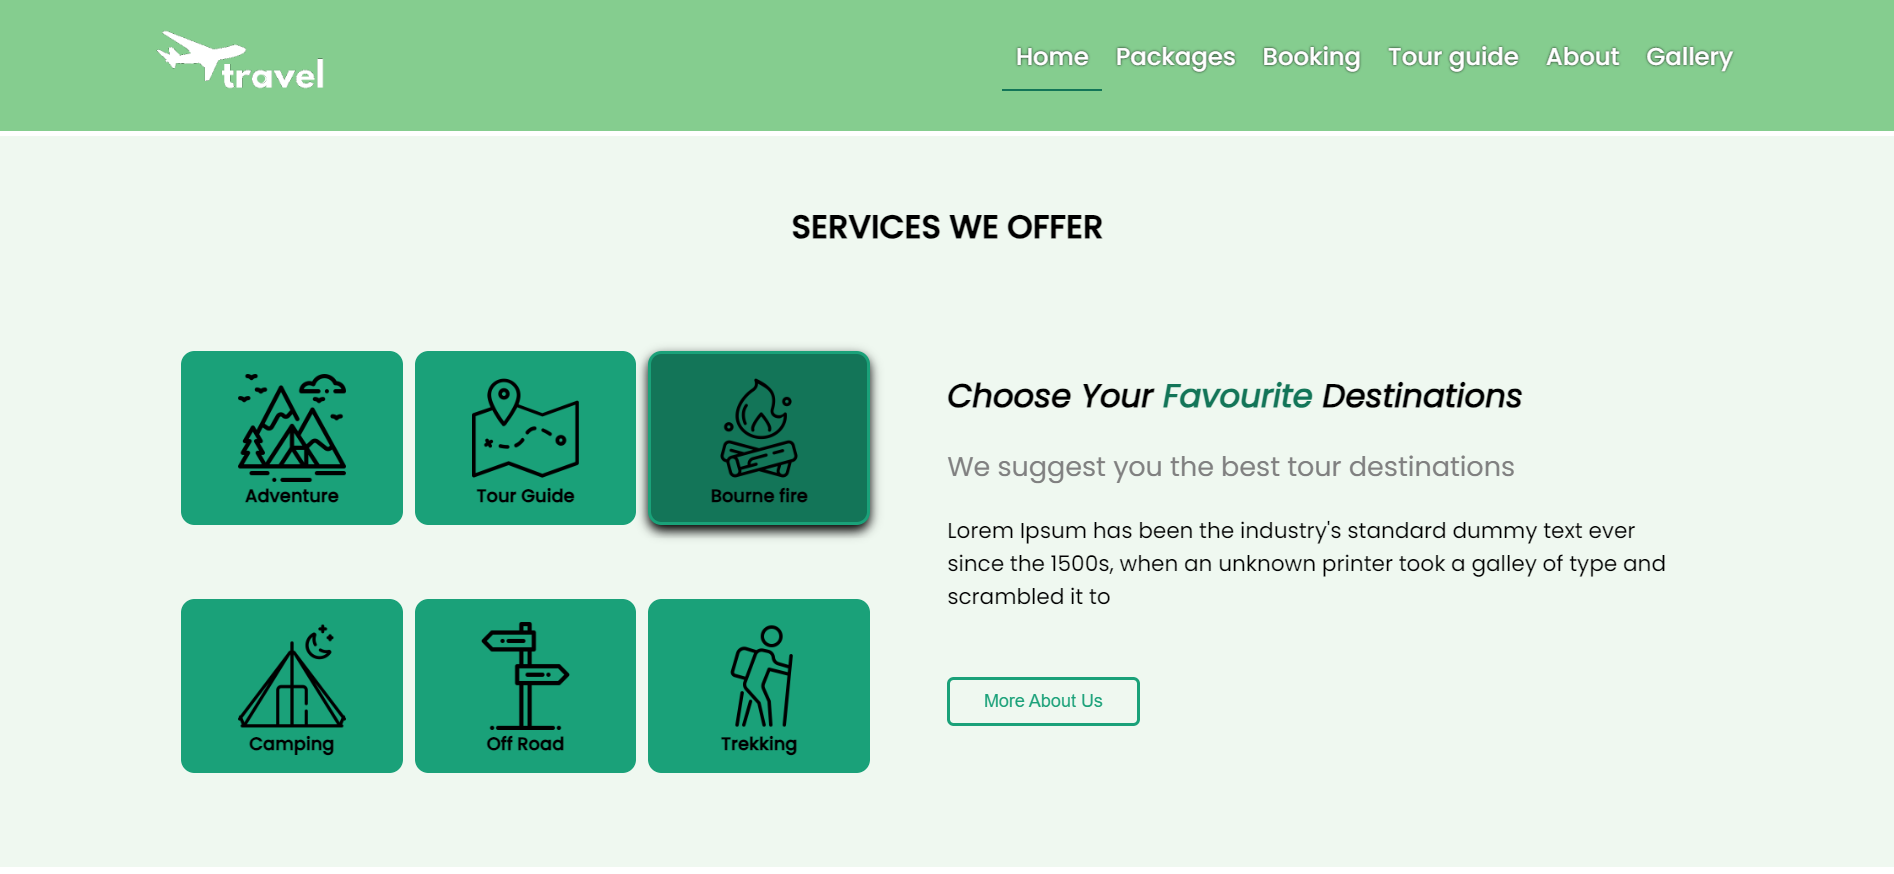 travel
Home Packages Booking Tour guide About Gallery
SERVICES WE OFFER
Adventure
Tour Guide
Bourne fire
Camping
Off Road
Trekking
Choose Your Favourite Destinations
We suggest you the best tour destinations
Lorem Ipsum has been the industry's standard dummy text ever
since the 1500s, when an unknown printer took a galley of type and
scrambled it to
More About Us